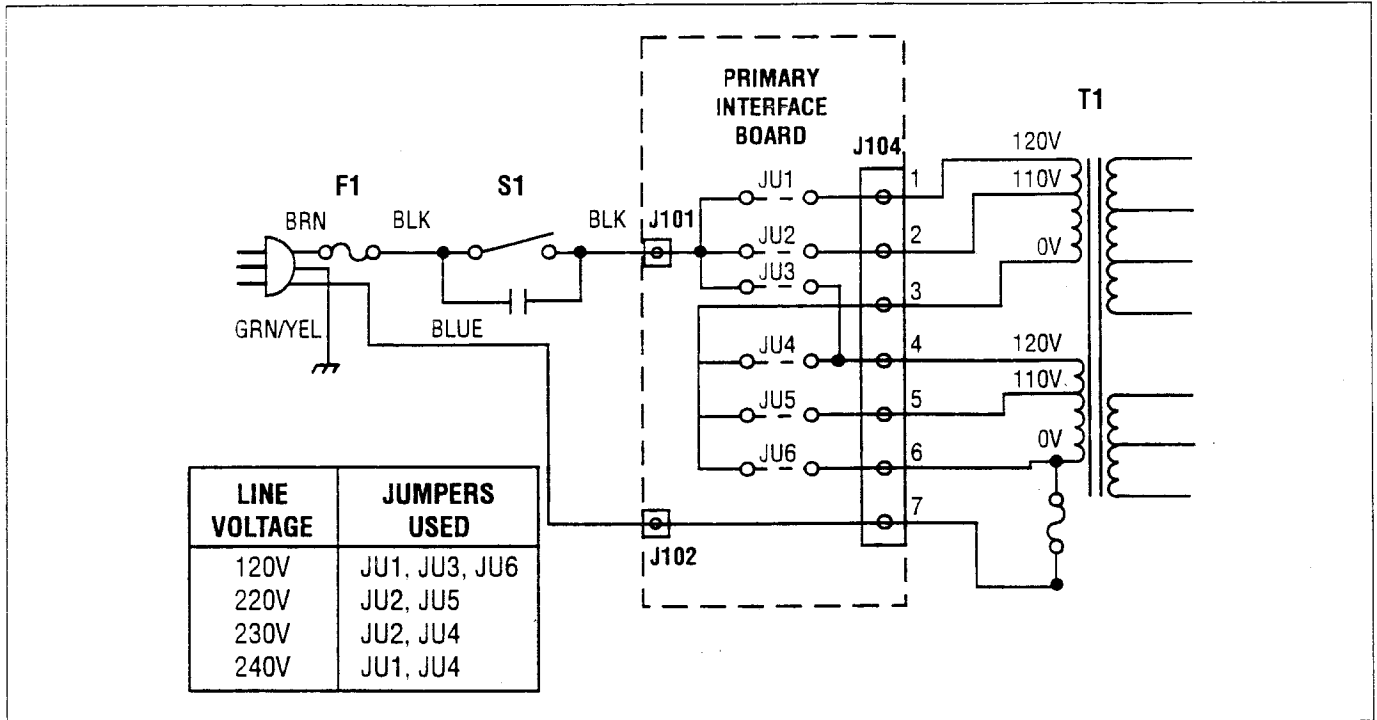 PRIMARY
INTERFACE
BOARD
T1
J104
120V
F1
S1
JU1
1
110V
BRN
BLK
BLK
J101
JU2
2
JU3
0V
3
GRN/YEL
BLUE
JU4
4
120V
110V
JU5
5
0V
JU6
6
7
J102
LINE VOLTAGE
JUMPERS USED
120V JU1, JU3, JU6
220V JU2, JU5
230V JU2, JU4
240V JU1, JU4